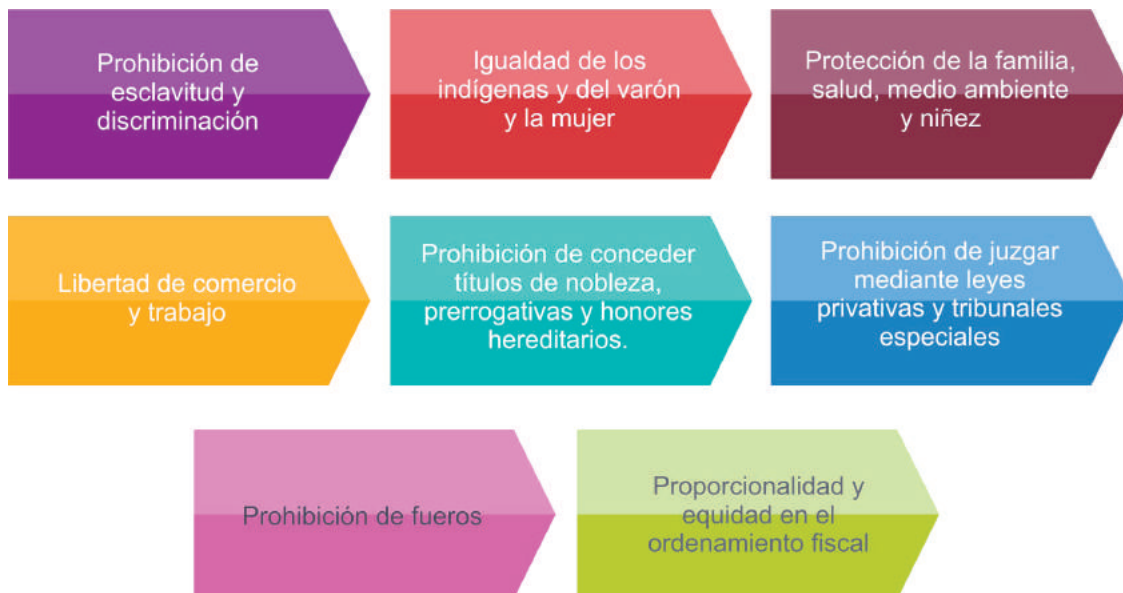 Prohibición de
esclavitud y
discriminación
Igualdad de los
indígenas y del varón
y la mujer
Protección de la familia,
salud, medio ambiente
y niñez
Libertad de comercio
y trabajo
Prohibición de conceder
títulos de nobleza,
prerrogativas y honores
hereditarios.
Prohibición de juzgar
mediante leyes
privativas y tribunales
especiales
Prohibición de fueros
Proporcionalidad y
equidad en el
ordenamiento fiscal